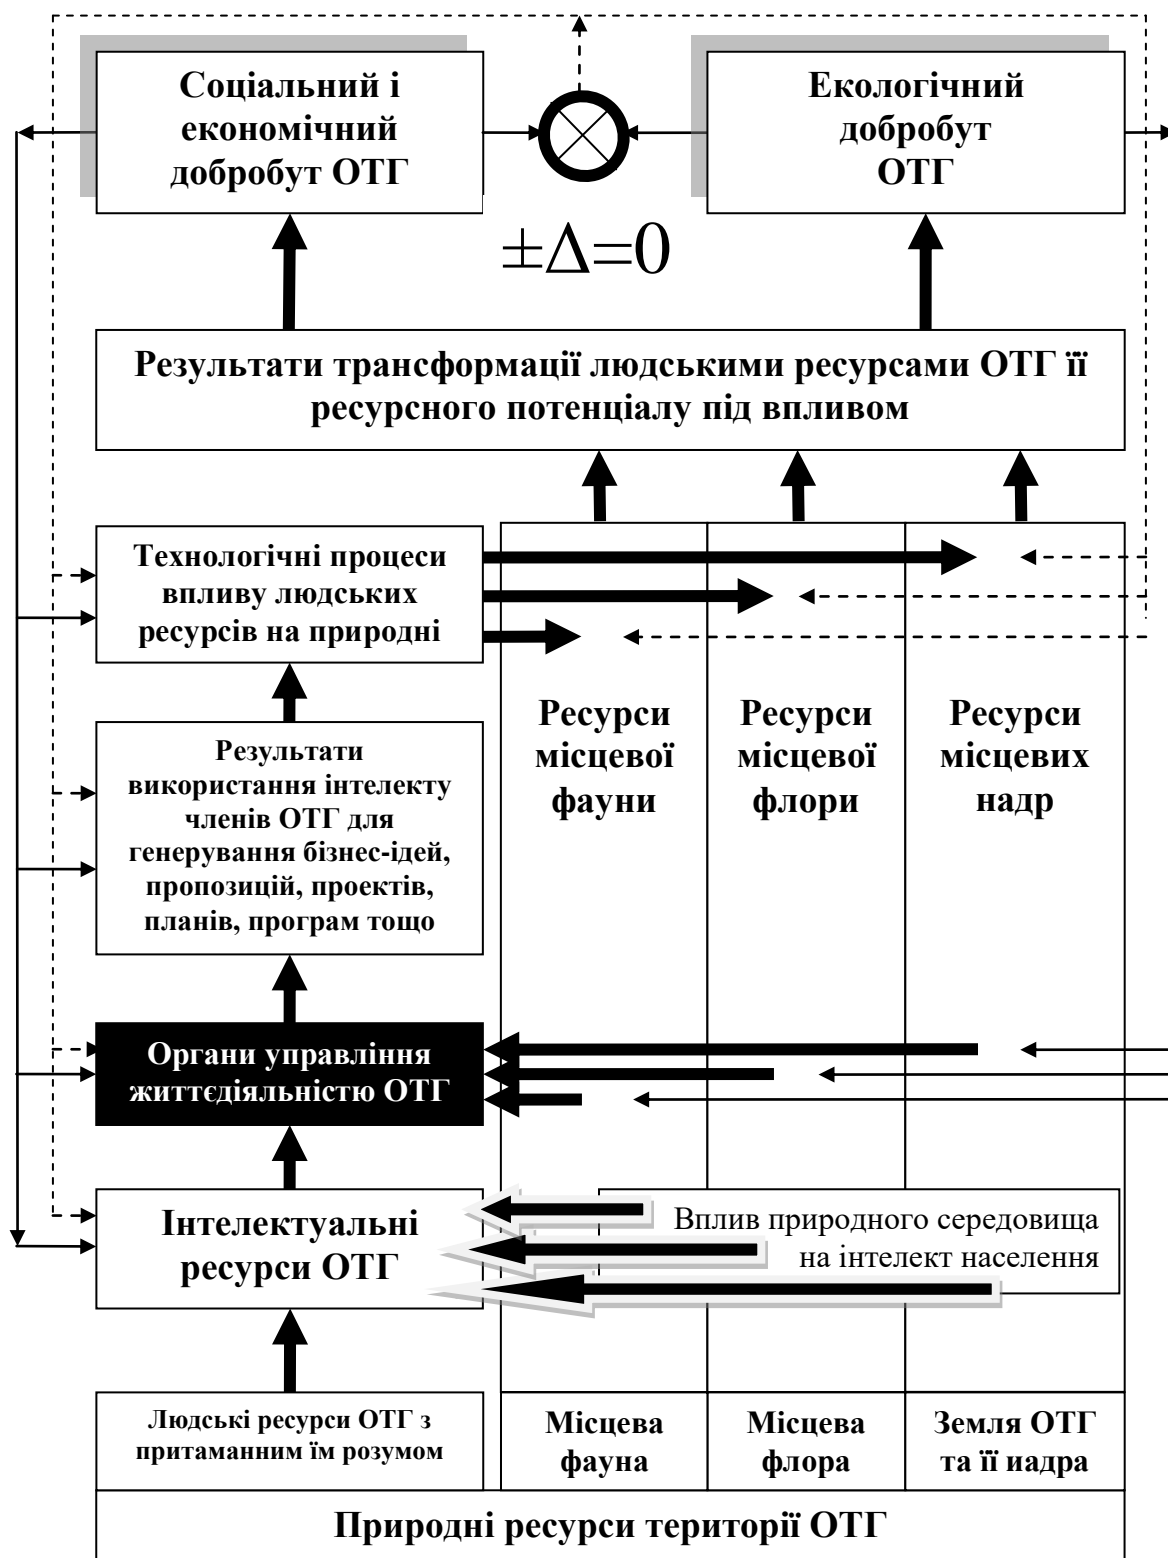 Соціальний і
економічний
добробут ОТГ
Екологічний
добробут
ОТГ
±Δ=0
Результати трансформації людськими ресурсами ОТГ її
ресурсного потенціалу під впливом
Технологічні процеси
впливу людських
ресурсів на природні
Ресурси
місцевої
фауни
Ресурси
місцевої
флори
Ресурси
місцевих
надр
Результати
використання інтелекту
членів ОТГ для
генерування бізнес-ідей,
пропозицій, проектів,
планів, програм тощо
Органи управління
життєдіяльністю ОТГ
Інтелектуальні
ресурси ОТГ
Вплив природного середовища
на інтелект населення
Людські ресурси ОТГ з
притаманним їм розумом
Місцева
фауна
Місцева
флора
Земля ОТГ
та її иадра
Природні ресурси території ОТГ